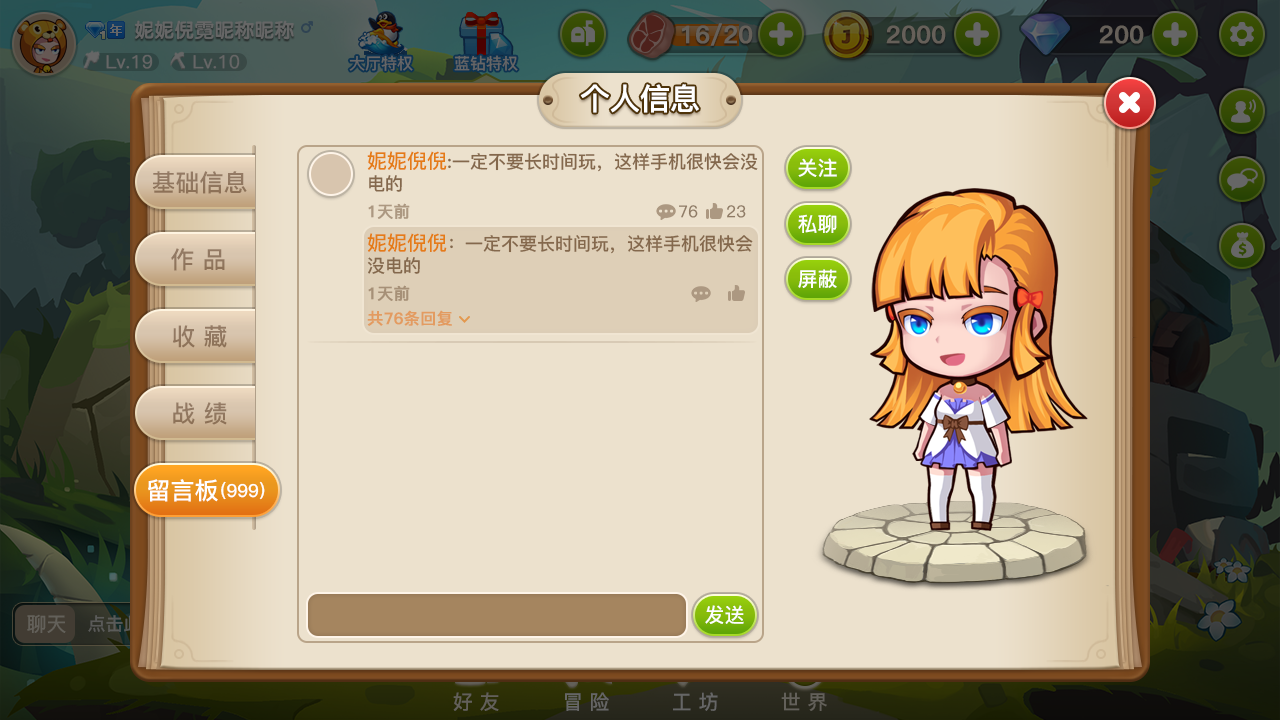 年 妮妮倪霓昵称昵称
Lv.19 Lv.10
大厅特权 蓝钻特权
16/20 2000 200
个人信息
基础信息
作品
收藏
战绩
留言板(999)
妮妮倪倪:一定不要长时间玩，这样手机很快会没
电的
1天前 76 23
妮妮倪倪：一定不要长时间玩，这样手机很快会
没电的
1天前
共76条回复
关注
私聊
屏蔽
发送
聊天 点击
好友 冒险 工坊 世界